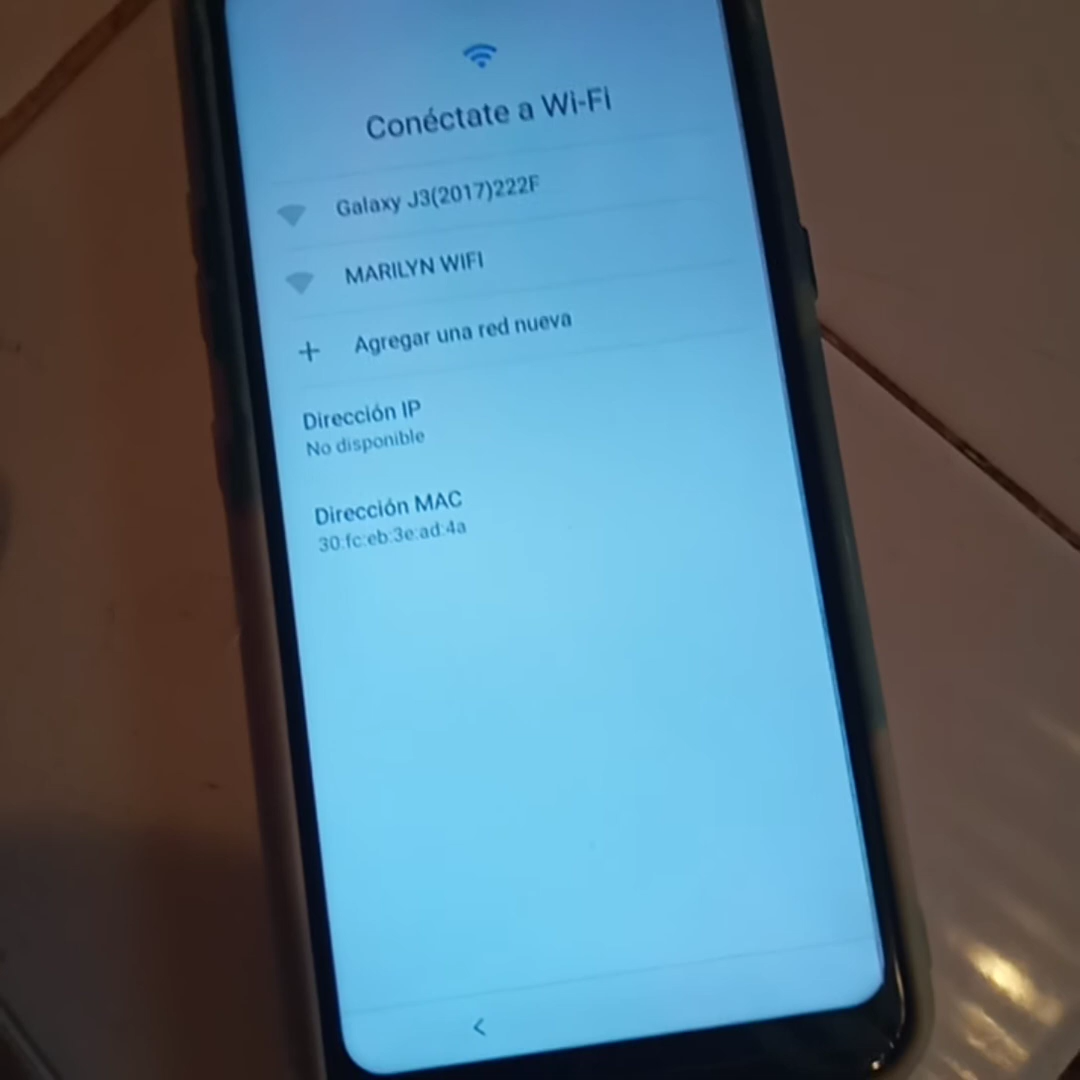 Conéctate a Wi-Fi
Galaxy J3(2017)222F
MARILYN WIFI
Agregar una red nueva
Dirección IP
No disponible
Dirección MAC
30:fc:eb:3e:ad:4a